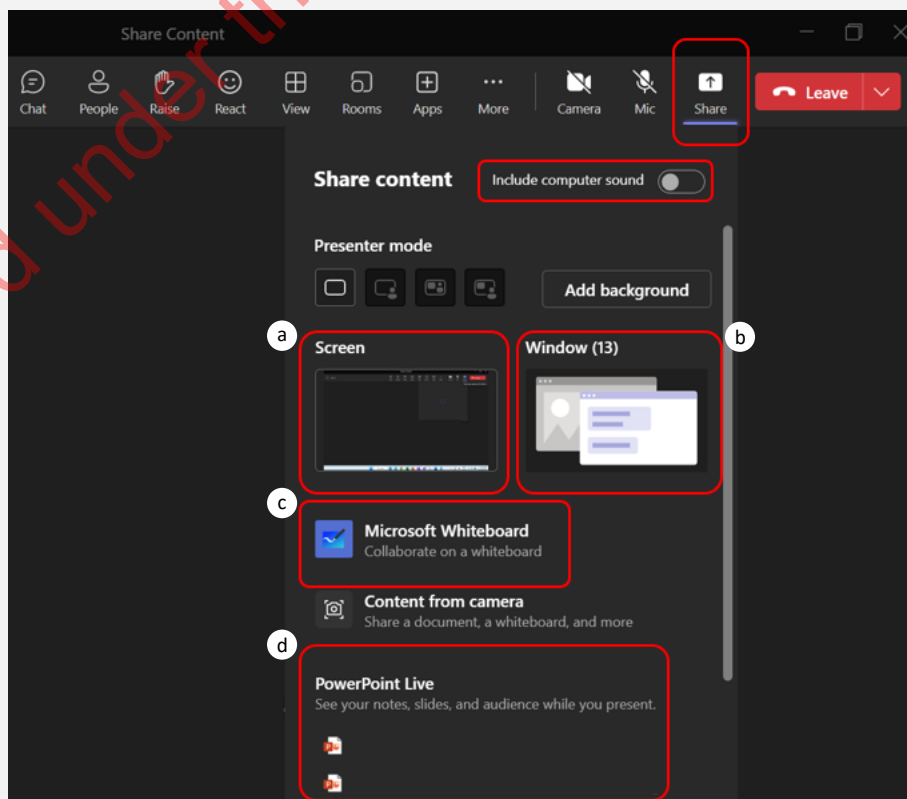 Share Content
Chat People Raise React View Rooms Apps More Camera Mic Share Leave
Share content Include computer sound
Presenter mode
Add background
a b
Screen Window (13)
c
Microsoft Whiteboard
Collaborate on a whiteboard
Content from camera
Share a document, a whiteboard, and more
d
PowerPoint Live
See your notes, slides, and audience while you present.
d under th